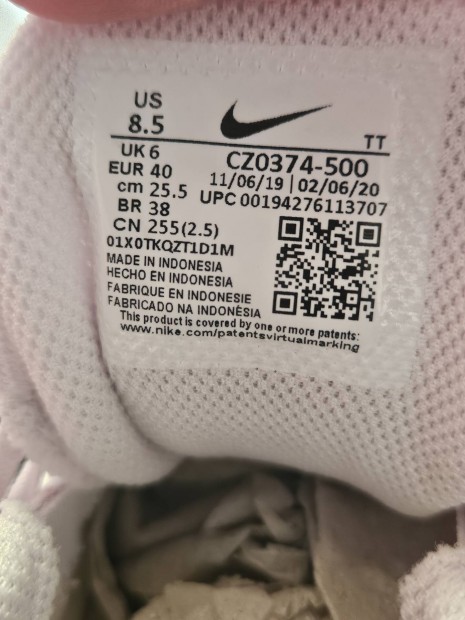 US
8.5
TT
UK 6
EUR 40
cm 25.5
BR 38
CN 255(2.5)
CZ0374-500
11/06/19 | 02/06/20
UPC 00194276113707
01X0TKQZT1D1M
MADE IN INDONESIA
HECHO EN INDONESIA
FABRIQUE EN INDONESIE
FABRICADO NA INDONÉSIA
This product is covered by one or more patents:
www.nike.com/patentsvirtualmarking